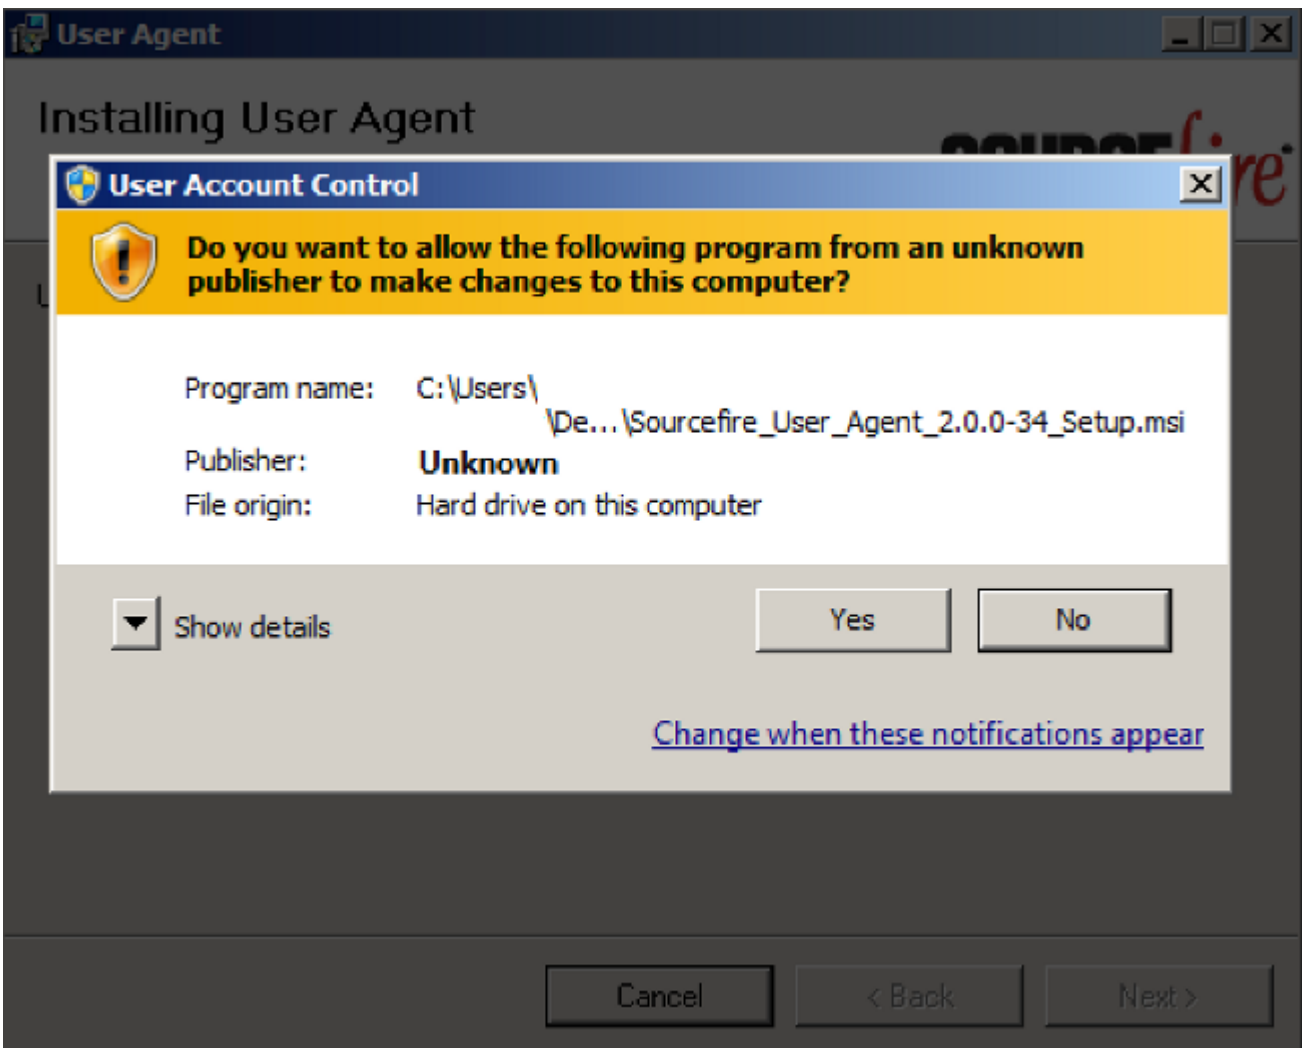 User Agent
Installing User Agent
SOURCEfire
User Account Control
Do you want to allow the following program from an unknown
publisher to make changes to this computer?
Program name: C:\Users\
\De...\Sourcefire_User_Agent_2.0.0-34_Setup.msi
Publisher: Unknown
File origin: Hard drive on this computer
Show details
Yes No
Change when these notifications appear
Cancel < Back Next >